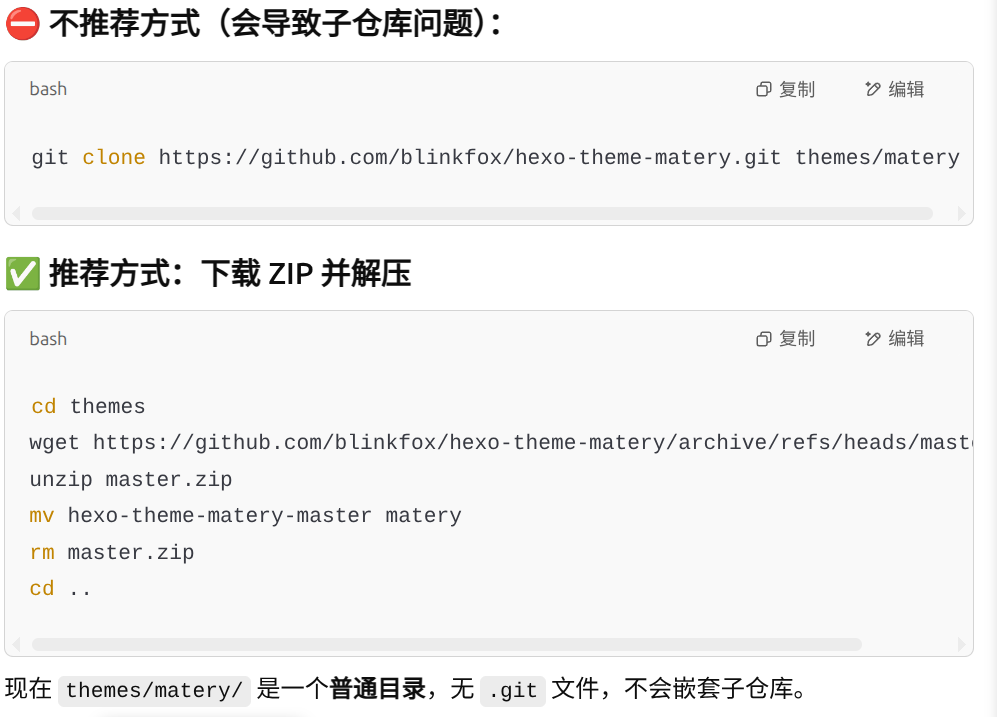 ⛔ 不推荐方式（会导致子仓库问题）：
bash 复制 编辑
git clone https://github.com/blinkfox/hexo-theme-matery.git themes/matery
✅ 推荐方式：下载 ZIP 并解压
bash 复制 编辑
cd themes
wget https://github.com/blinkfox/hexo-theme-matery/archive/refs/heads/mast
unzip master.zip
mv hexo-theme-matery-master matery
rm master.zip
cd ..
现在 themes/matery/ 是一个普通目录，无 .git 文件，不会嵌套子仓库。